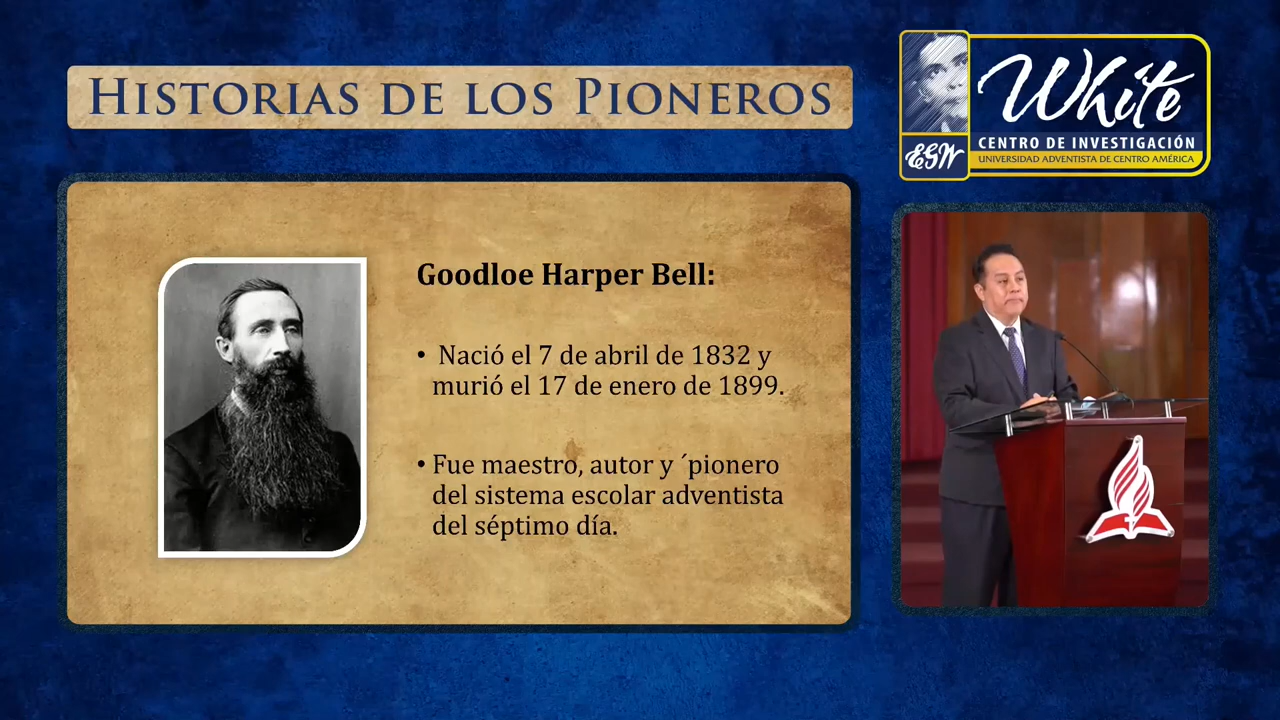 HISTORIAS DE LOS PIONEROS
White
CENTRO DE INVESTIGACIÓN
EGW
UNIVERSIDAD ADVENTISTA DE CENTRO AMÉRICA
Goodloe Harper Bell:
• Nació el 7 de abril de 1832 y
murió el 17 de enero de 1899.
• Fue maestro, autor y ´pionero
del sistema escolar adventista
del séptimo día.